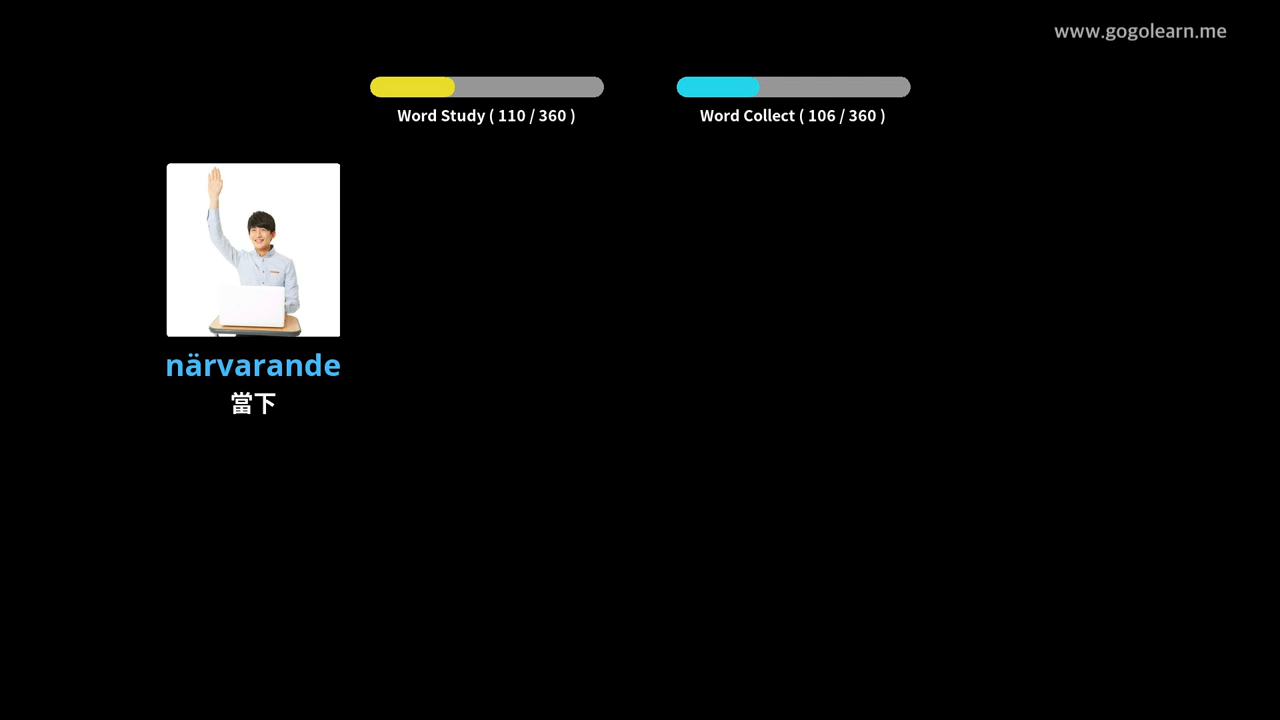 www.gogolearn.me
Word Study ( 110 / 360 )
Word Collect ( 106 / 360 )
närvarande
當下